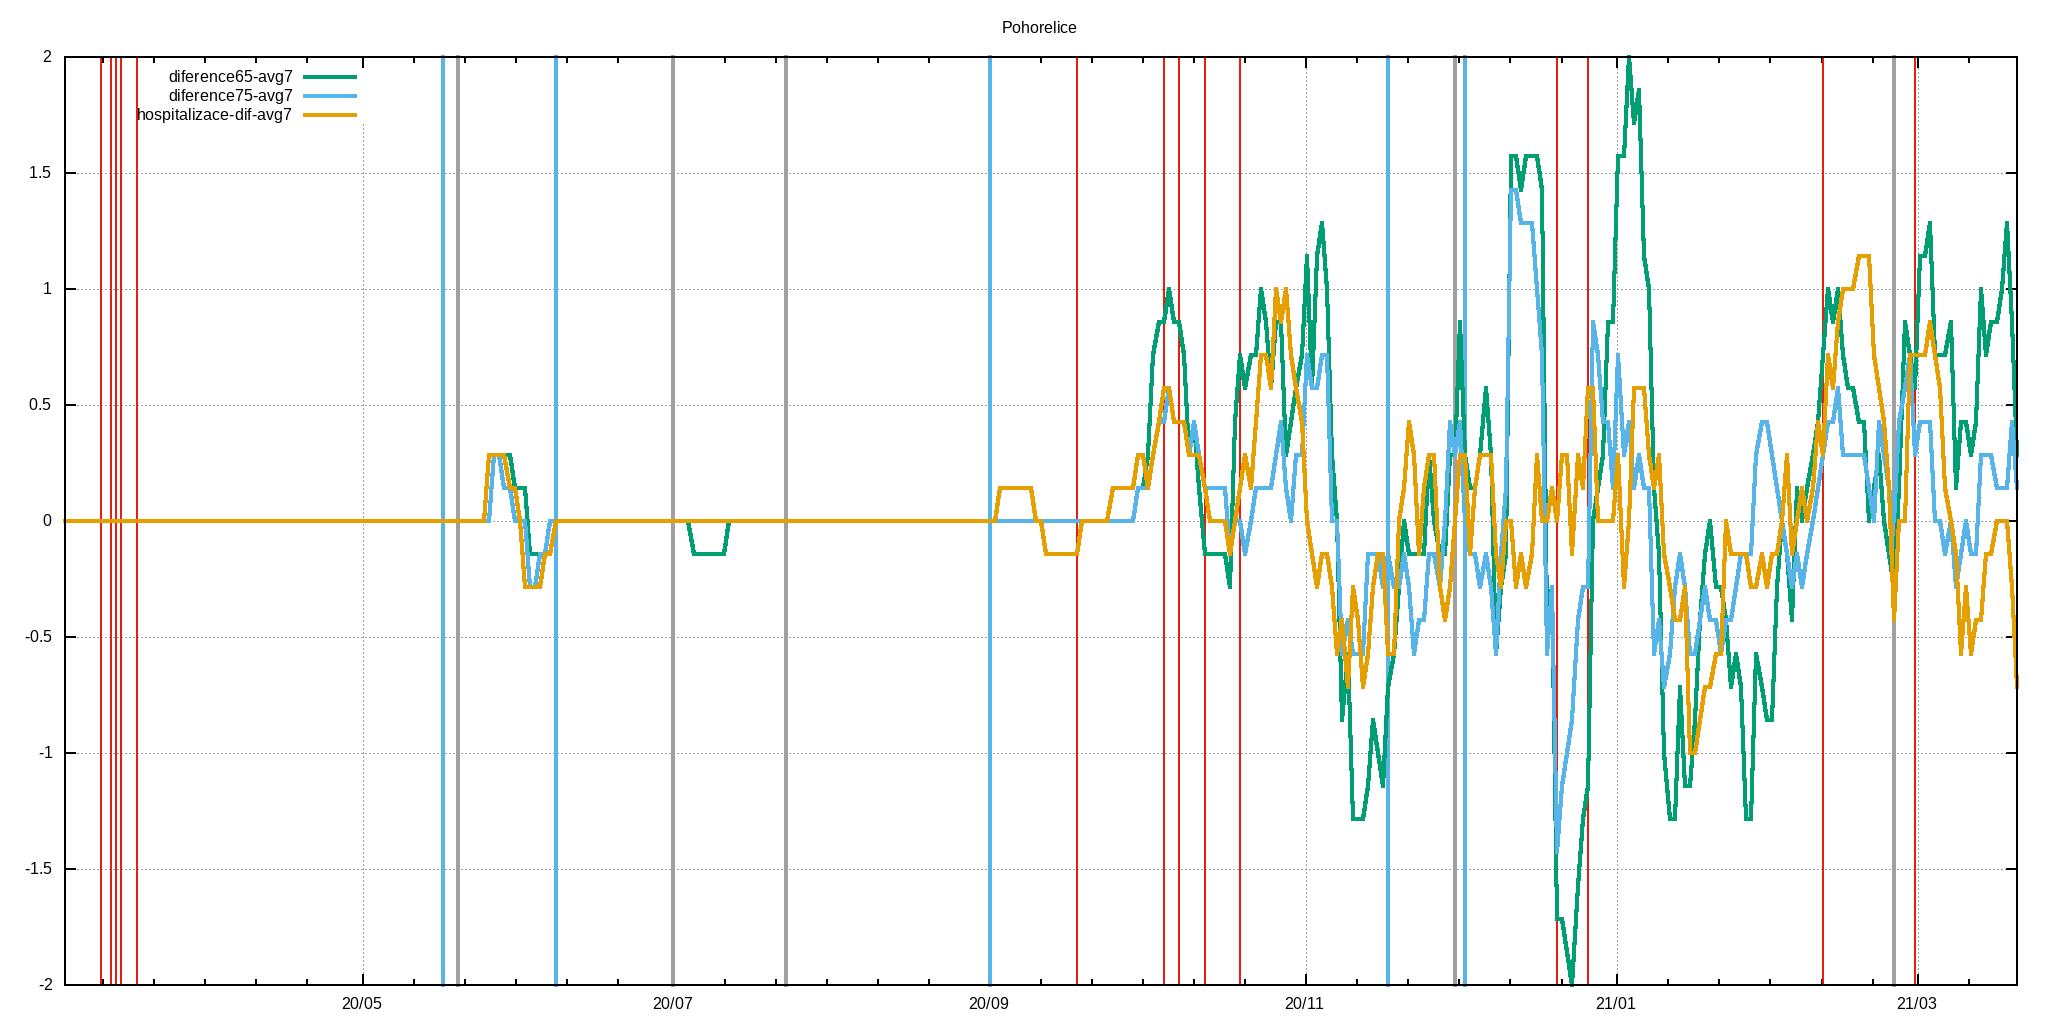 Pohorelice
diference65-avg7
diference75-avg7
hospitalizace-dif-avg7
2
1.5
1
0.5
0
-0.5
-1
-1.5
-2
20/05 20/07 20/09 20/11 21/01 21/03